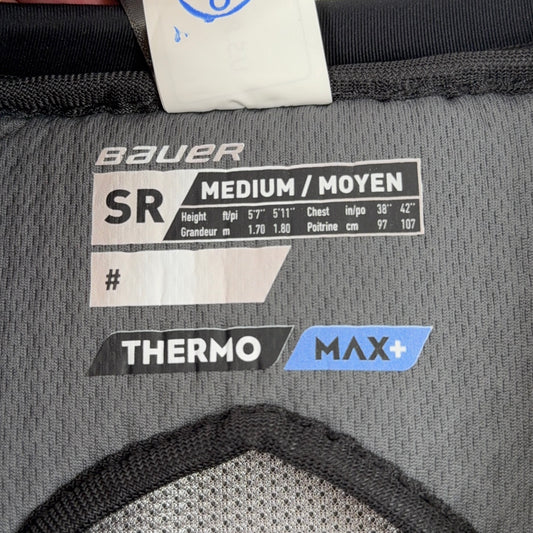 BAUER
SR MEDIUM / MOYEN
Height ft/pi 5'7'' 5'11'' Chest in/po 38'' 42''
Grandeur m 1.70 1.80 Poitrine cm 97 107
#
THERMO MAX+